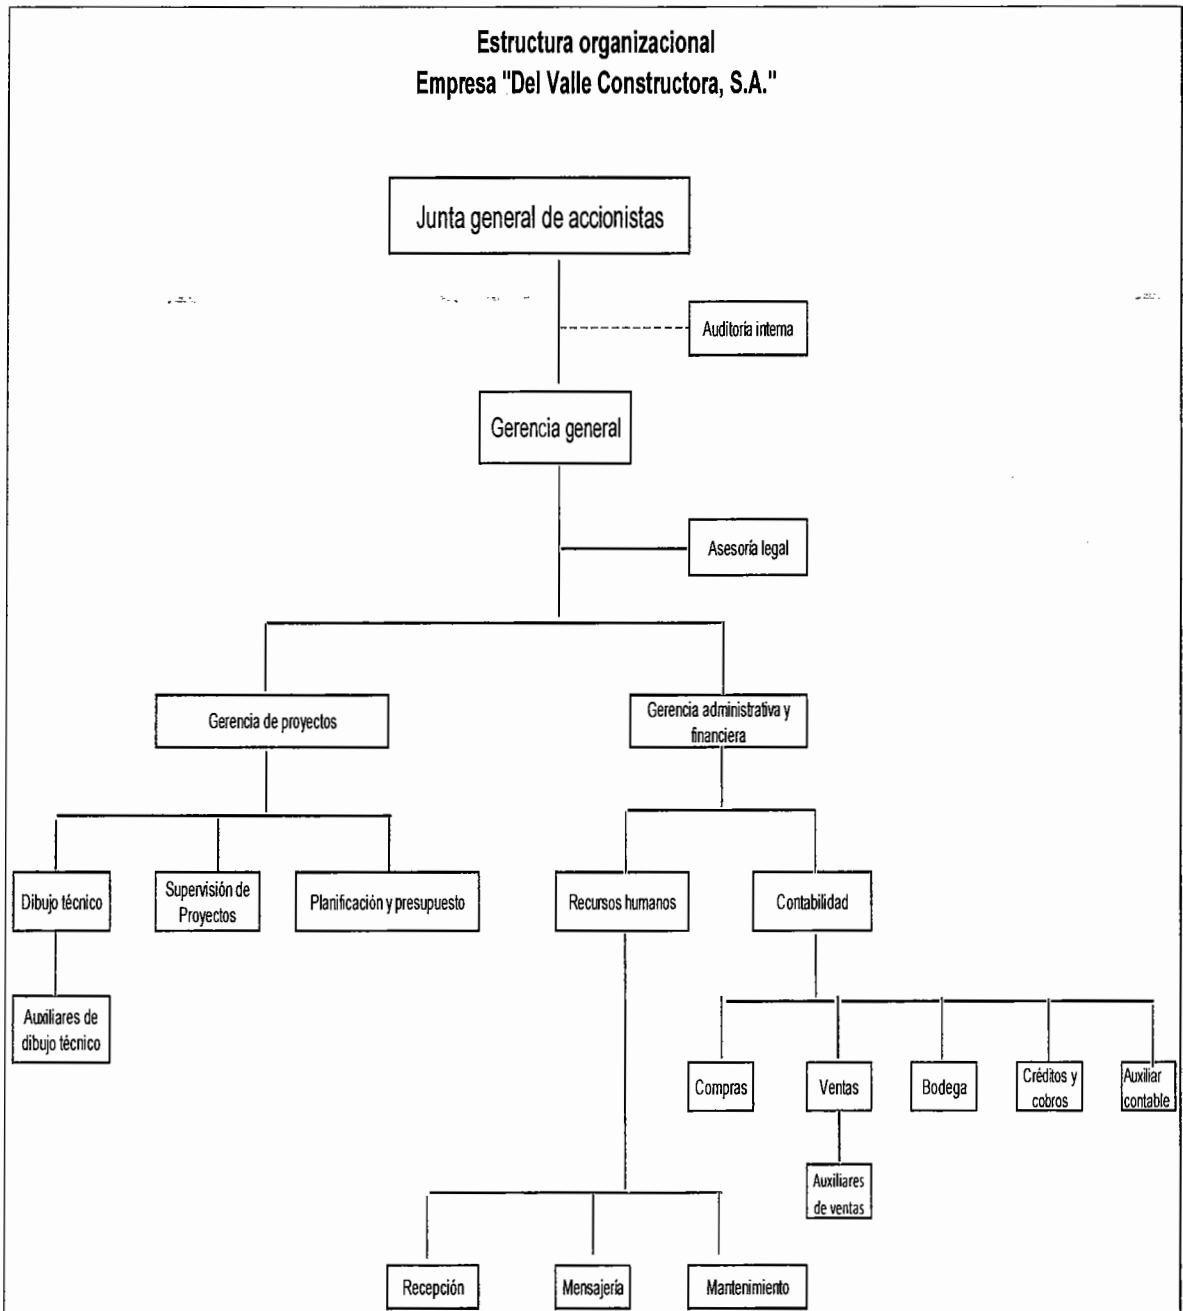 Estructura organizacional
Empresa "Del Valle Constructora, S.A."
Junta general de accionistas
Auditoría interna
Gerencia general
Asesoría legal
Gerencia de proyectos
Gerencia administrativa y
financiera
Dibujo técnico
Supervisión de
Proyectos
Planificación y presupuesto
Recursos humanos
Contabilidad
Auxiliares de
dibujo técnico
Compras
Ventas
Bodega
Créditos y
cobros
Auxiliar
contable
Auxiliares
de ventas
Recepción
Mensajería
Mantenimiento